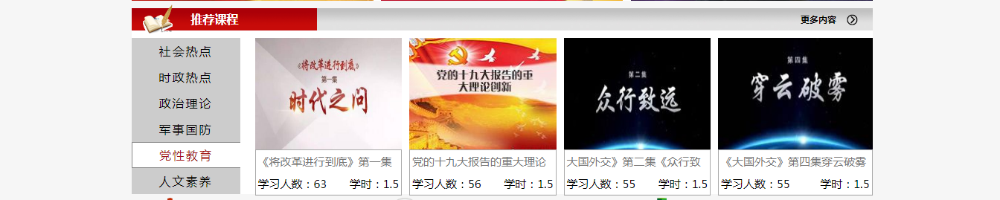 推荐课程
更多内容
社会热点
时政热点
政治理论
军事国防
党性教育
人文素养
《将改革进行到底》
第一集
时代之问
《将改革进行到底》第一集
学习人数：63 学时：1.5
党的十九大报告的重
大理论创新
党的十九大报告的重大理论
学习人数：56 学时：1.5
第二集
众行致远
大国外交》第二集《众行致
学习人数：55 学时：1.5
第四集
穿云破雾
《大国外交》第四集穿云破雾
学习人数：55 学时：1.5